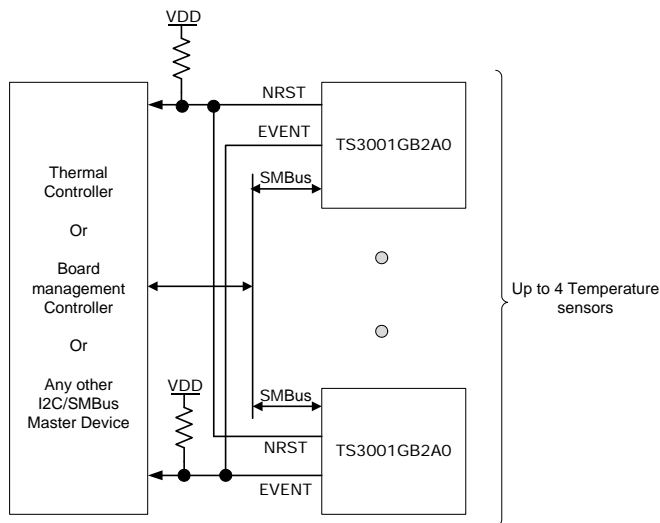 VDD
NRST
EVENT
TS3001GB2A0
SMBus
Thermal
Controller
Or
Board
management
Controller
Or
Any other
I2C/SMBus
Master Device
Up to 4 Temperature
sensors
VDD
SMBus
NRST
TS3001GB2A0
EVENT